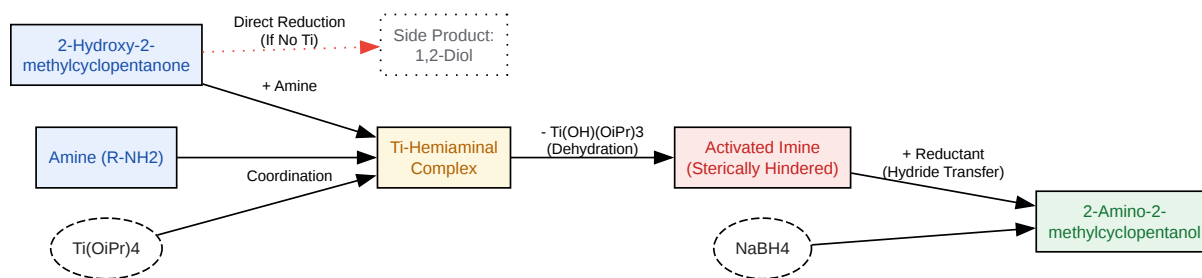 Direct Reduction
(If No Ti)
2-Hydroxy-2-
methylcyclopentanone
Side Product:
1,2-Diol
+ Amine
Amine (R-NH2)
Ti-Hemiaminal
Complex
- Ti(OH)(OiPr)3
(Dehydration)
Activated Imine
(Sterically Hindered)
+ Reductant
(Hydride Transfer)
Coordination
2-Amino-2-
methylcyclopentanol
Ti(OiPr)4
NaBH4